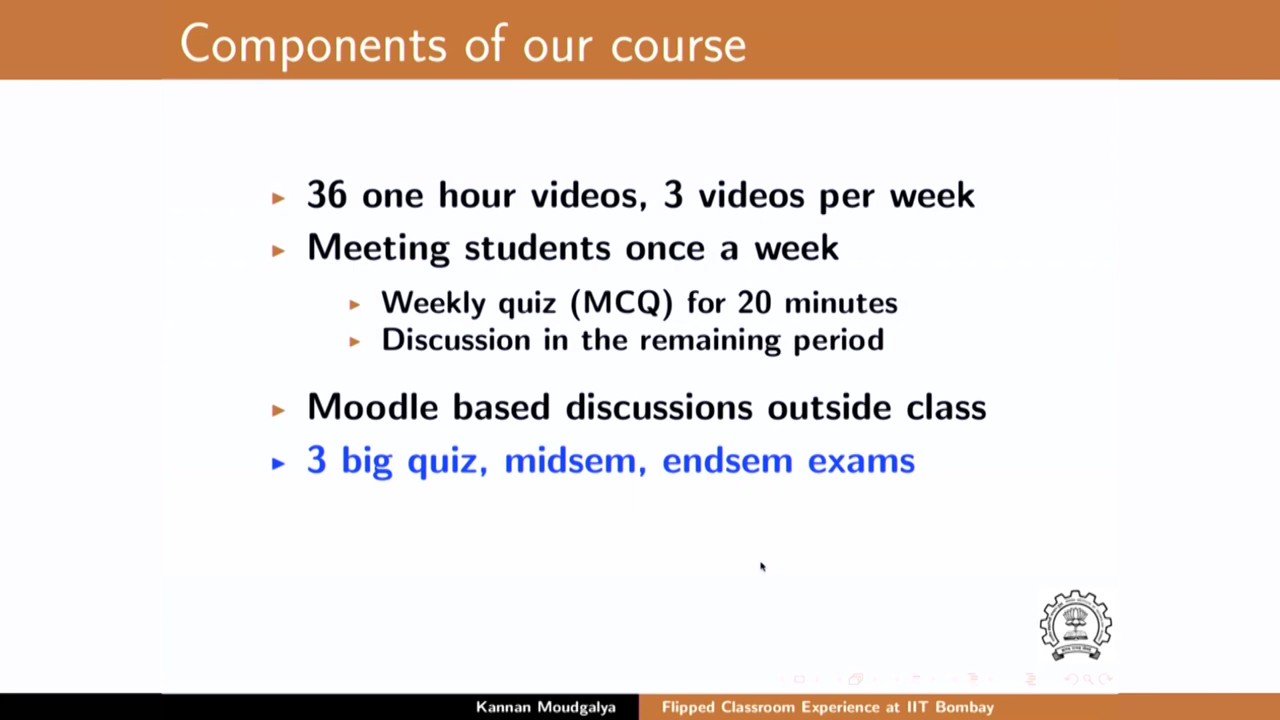 Components of our course
36 one hour videos, 3 videos per week
Meeting students once a week
Weekly quiz (MCQ) for 20 minutes
Discussion in the remaining period
Moodle based discussions outside class
3 big quiz, midsem, endsem exams
Kannan Moudgalya
Flipped Classroom Experience at IIT Bombay